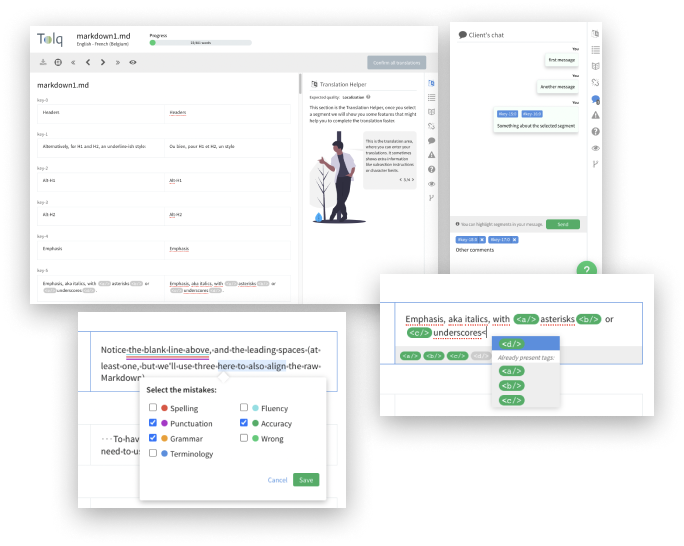 Tolq
markdown1.md
English - french (Belgium)
Progress
Confirm all translations
markdown1.md
key-0
Headers
Headers
key-1
Alternatively, for H1 and H2, an underline-ish style:
Ou bien, pour H1 et H2, un style
key-2
Alt-H1
Alt-H1
key-3
Alt-H2
Alt-H2
key-4
Emphasis
Emphasis
key-5
Emphasis, aka italics, with <a/> asterisks <b/> or
<c/> underscores <d/> .
Emphasis, aka italics, with <a/> asterisks <b/> or
<c/> underscores <d/> .
Translation Helper
Expected quality: Localization
This section is the Translation Helper, once you select
a segment we will show you some features that might
help you to complete the translation faster.
This is the translation area,
where you can enter your
translations. It sometimes
shows extra information
like subsection instructions
or character fields.
Client's chat
You
first message
You
Another message
You
#key-15.0 #key-16.0
Something about the selected segment
You can highlight segments in your message.
Send
#key-18.0 #key-17.0
Other comments
?
Emphasis, aka italics, with <a/> asterisks <b/> or
<c/> underscores<
<a/> <b/> <c/> <d/>
<d/>
Already present tags:
<a/>
<b/>
<c/>
Notice·the·blank·line·above,·and·the·leading·spaces·(at·
least·one,·but·we'll·use·three·here·to·also·align·the·raw·
Markdown)
Select the mistakes:
Spelling
Fluency
Punctuation
Accuracy
Grammar
Wrong
Terminology
Cancel
Save
···To·hav
need·to·u